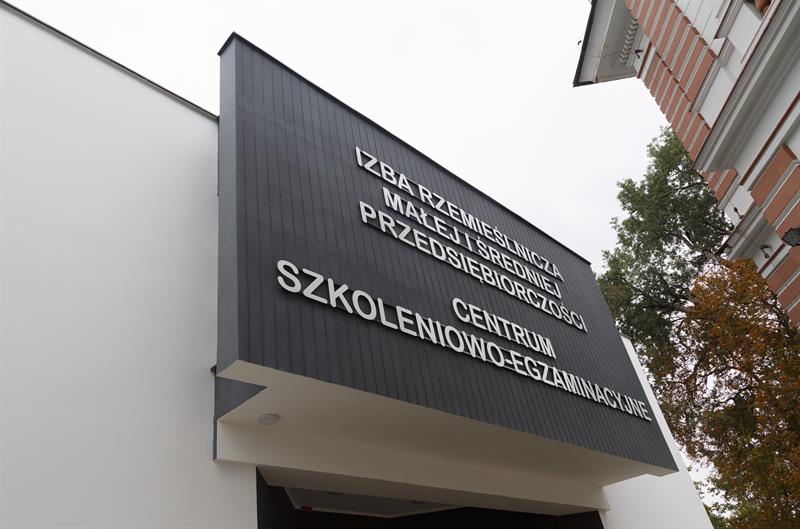 IZBA RZEMIEŚLNICZA
MAŁEJ I ŚREDNIEJ
PRZEDSIĘBIORCZOŚCI
CENTRUM
SZKOLENIOWO-EGZAMINACYJNE